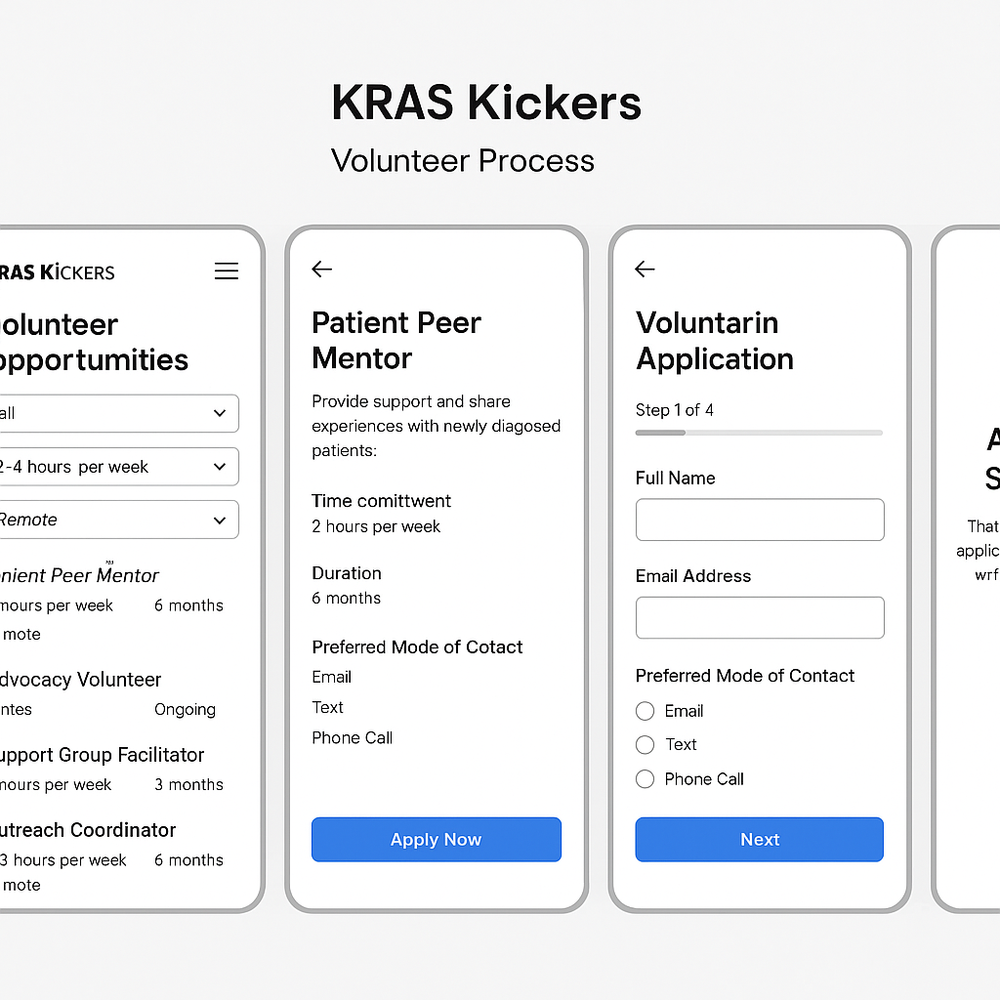 KRAS Kickers
Volunteer Process
RAS KiCKERS
olunteer
opportunities
all
2-4 hours per week
Remote
nient Peer Mentor
mours per week 6 months
mote
dvocacy Volunteer
ntes Ongoing
upport Group Facilitator
mours per week 3 months
utreach Coordinator
3 hours per week 6 months
mote
Patient Peer
Mentor
Provide support and share
experiences with newly diagosed
patients:
Time comittwent
2 hours per week
Duration
6 months
Preferred Mode of Cotact
Email
Text
Phone Call
Apply Now
Voluntarin
Application
Step 1 of 4
Full Name
Email Address
Preferred Mode of Contact
Email
Text
Phone Call
Next
A
S
That
applic
wrf